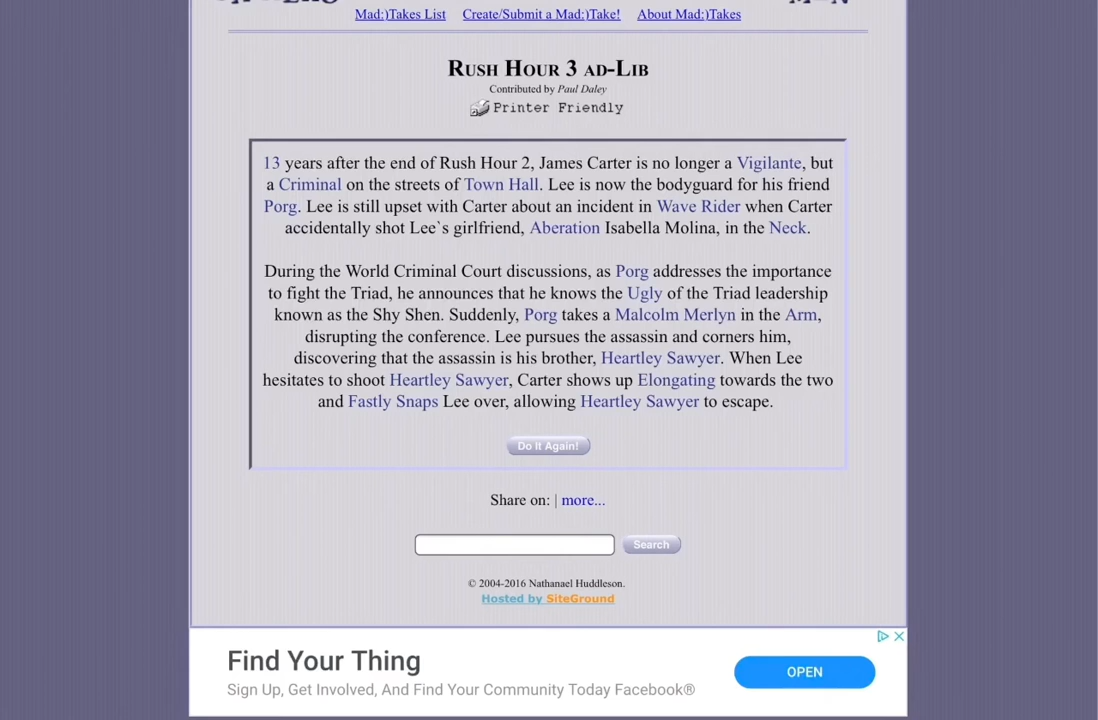 Mad:)Takes List Create/Submit a Mad:)Take! About Mad:)Takes
Rush Hour 3 ad-Lib
Contributed by Paul Daley
Printer Friendly
13 years after the end of Rush Hour 2, James Carter is no longer a Vigilante, but
a Criminal on the streets of Town Hall. Lee is now the bodyguard for his friend
Porg. Lee is still upset with Carter about an incident in Wave Rider when Carter
accidentally shot Lee`s girlfriend, Aberation Isabella Molina, in the Neck.
During the World Criminal Court discussions, as Porg addresses the importance
to fight the Triad, he announces that he knows the Ugly of the Triad leadership
known as the Shy Shen. Suddenly, Porg takes a Malcolm Merlyn in the Arm,
disrupting the conference. Lee pursues the assassin and corners him,
discovering that the assassin is his brother, Heartley Sawyer. When Lee
hesitates to shoot Heartley Sawyer, Carter shows up Elongating towards the two
and Fastly Snaps Lee over, allowing Heartley Sawyer to escape.
Do It Again!
Share on: | more...
Search
© 2004-2016 Nathanael Huddleson.
Hosted by SiteGround
Find Your Thing
Sign Up, Get Involved, And Find Your Community Today Facebook®
OPEN